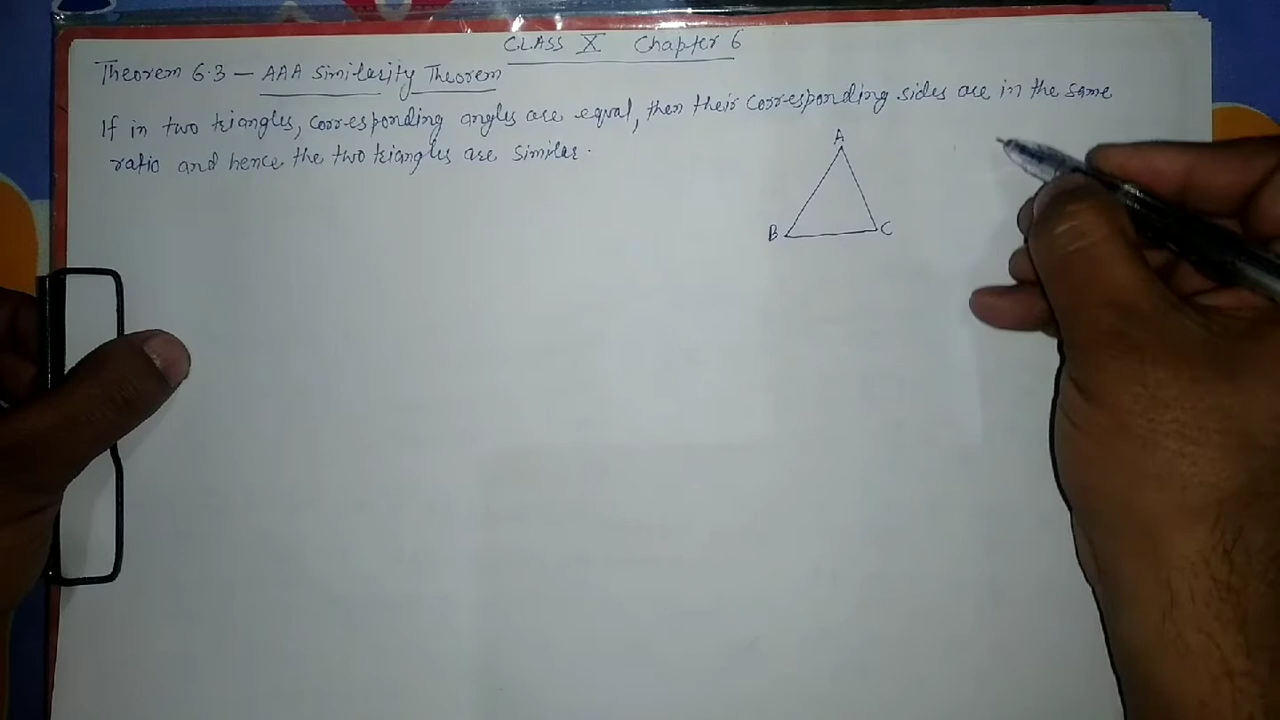 CLASS X Chapter 6
Theorem 6.3 — AAA Similarity Theorem
If in two triangles, corresponding angles are equal, then their corresponding sides are in the same
ratio and hence the two triangles are similar.
A
B C